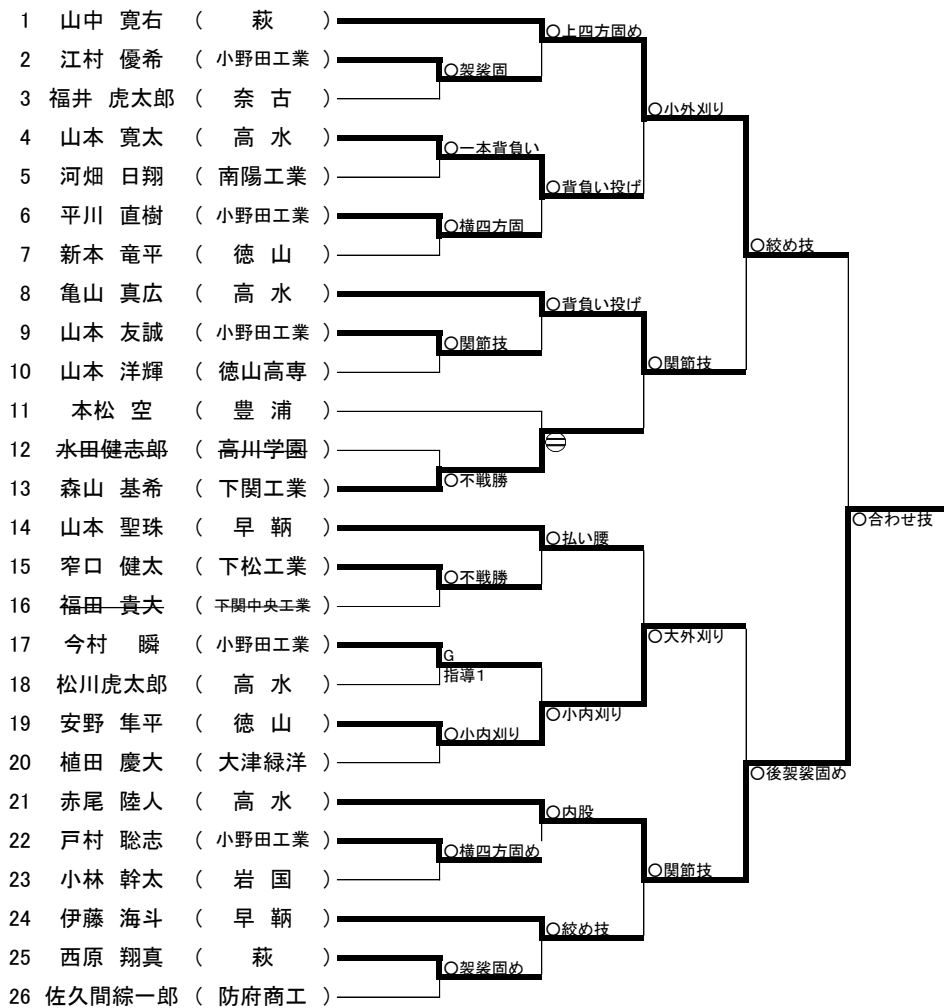 1 山中 寛右 ( 萩 )
○上四方固め
2 江村 優希 ( 小野田工業 )
○袈裟固
3 福井 虎太郎 ( 奈古 )
○小外刈り
4 山本 寛太 ( 高水 )
○一本背負い
5 河畑 日翔 ( 南陽工業 )
○背負い投げ
6 平川 直樹 ( 小野田工業 )
○横四方固
7 新本 竜平 ( 徳山 )
○絞め技
8 亀山 真広 ( 高水 )
○背負い投げ
9 山本 友誠 ( 小野田工業 )
○関節技
○関節技
10 山本 洋輝 ( 徳山高専 )
11 本松 空 ( 豊浦 )
12 水田健志郎 ( 高川学園 )
○不戦勝
13 森山 基希 ( 下関工業 )
○合わせ技
14 山本 聖珠 ( 早鞆 )
○払い腰
15 窄口 健太 ( 下松工業 )
○不戦勝
16 福田 貴大 ( 下関中央工業 )
○大外刈り
17 今村 瞬 ( 小野田工業 )
G
指導1
18 松川虎太郎 ( 高水 )
○小内刈り
19 安野 隼平 ( 徳山 )
○小内刈り
20 植田 慶大 ( 大津緑洋 )
○後袈裟固め
21 赤尾 陸人 ( 高水 )
○内股
22 戸村 聡志 ( 小野田工業 )
○横四方固め
○関節技
23 小林 幹太 ( 岩国 )
24 伊藤 海斗 ( 早鞆 )
○絞め技
25 西原 翔真 ( 萩 )
○袈裟固め
26 佐久間綜一郎 ( 防府商工 )